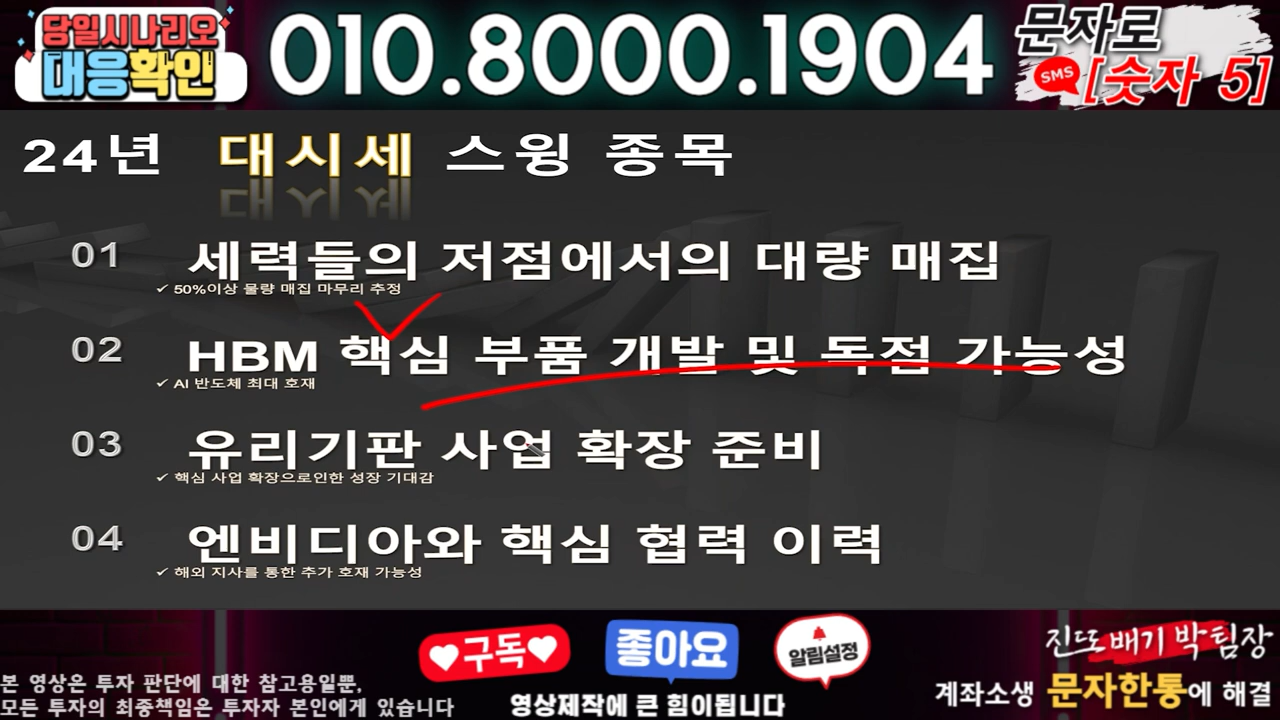 당일시나리오
대응확인
010.8000.1904
문자로
SMS
[숫자 5]
24년 대시세 스윙 종목
01 세력들의 저점에서의 대량 매집
✓ 50%이상 물량 매집 마무리 추정
02 HBM 핵심 부품 개발 및 독점 가능성
✓ AI 반도체 최대 호재
03 유리기판 사업 확장 준비
✓ 핵심 사업 확장으로인한 성장 기대감
04 엔비디아와 핵심 협력 이력
✓ 해외 지사를 통한 추가 호재 가능성
구독
좋아요
알림설정
영상제작에 큰 힘이됩니다
본 영상은 투자 판단에 대한 참고용일뿐,
모든 투자의 최종책임은 투자자 본인에게 있습니다
진또배기 박팀장
계좌소생 문자한통에 해결